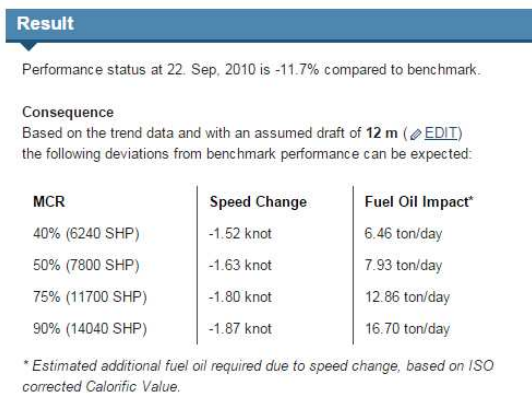 Result
Performance status at 22. Sep, 2010 is -11.7% compared to benchmark.
Consequence
Based on the trend data and with an assumed draft of 12 m (EDIT)
the following deviations from benchmark performance can be expected:
MCR Speed Change Fuel Oil Impact*
40% (6240 SHP) -1.52 knot 6.46 ton/day
50% (7800 SHP) -1.63 knot 7.93 ton/day
75% (11700 SHP) -1.80 knot 12.86 ton/day
90% (14040 SHP) -1.87 knot 16.70 ton/day
* Estimated additional fuel oil required due to speed change, based on ISO
corrected Calorific Value.